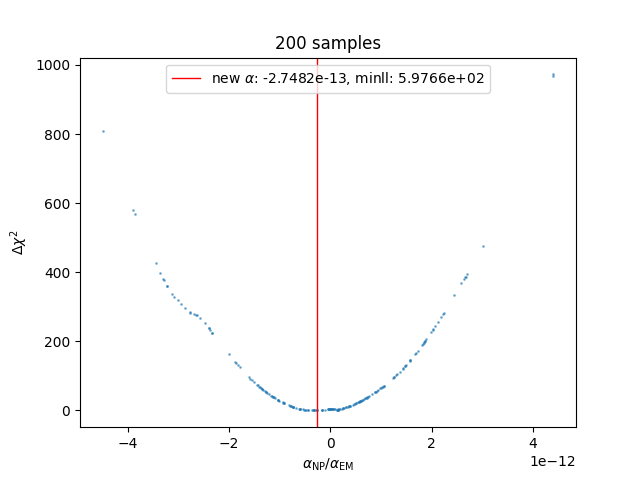 200 samples
new α: -2.7482e-13, minll: 5.9766e+02
1000
800
600
400
200
0
Δχ²
−4
−2
0
2
4
1e−12
α_NP/α_EM